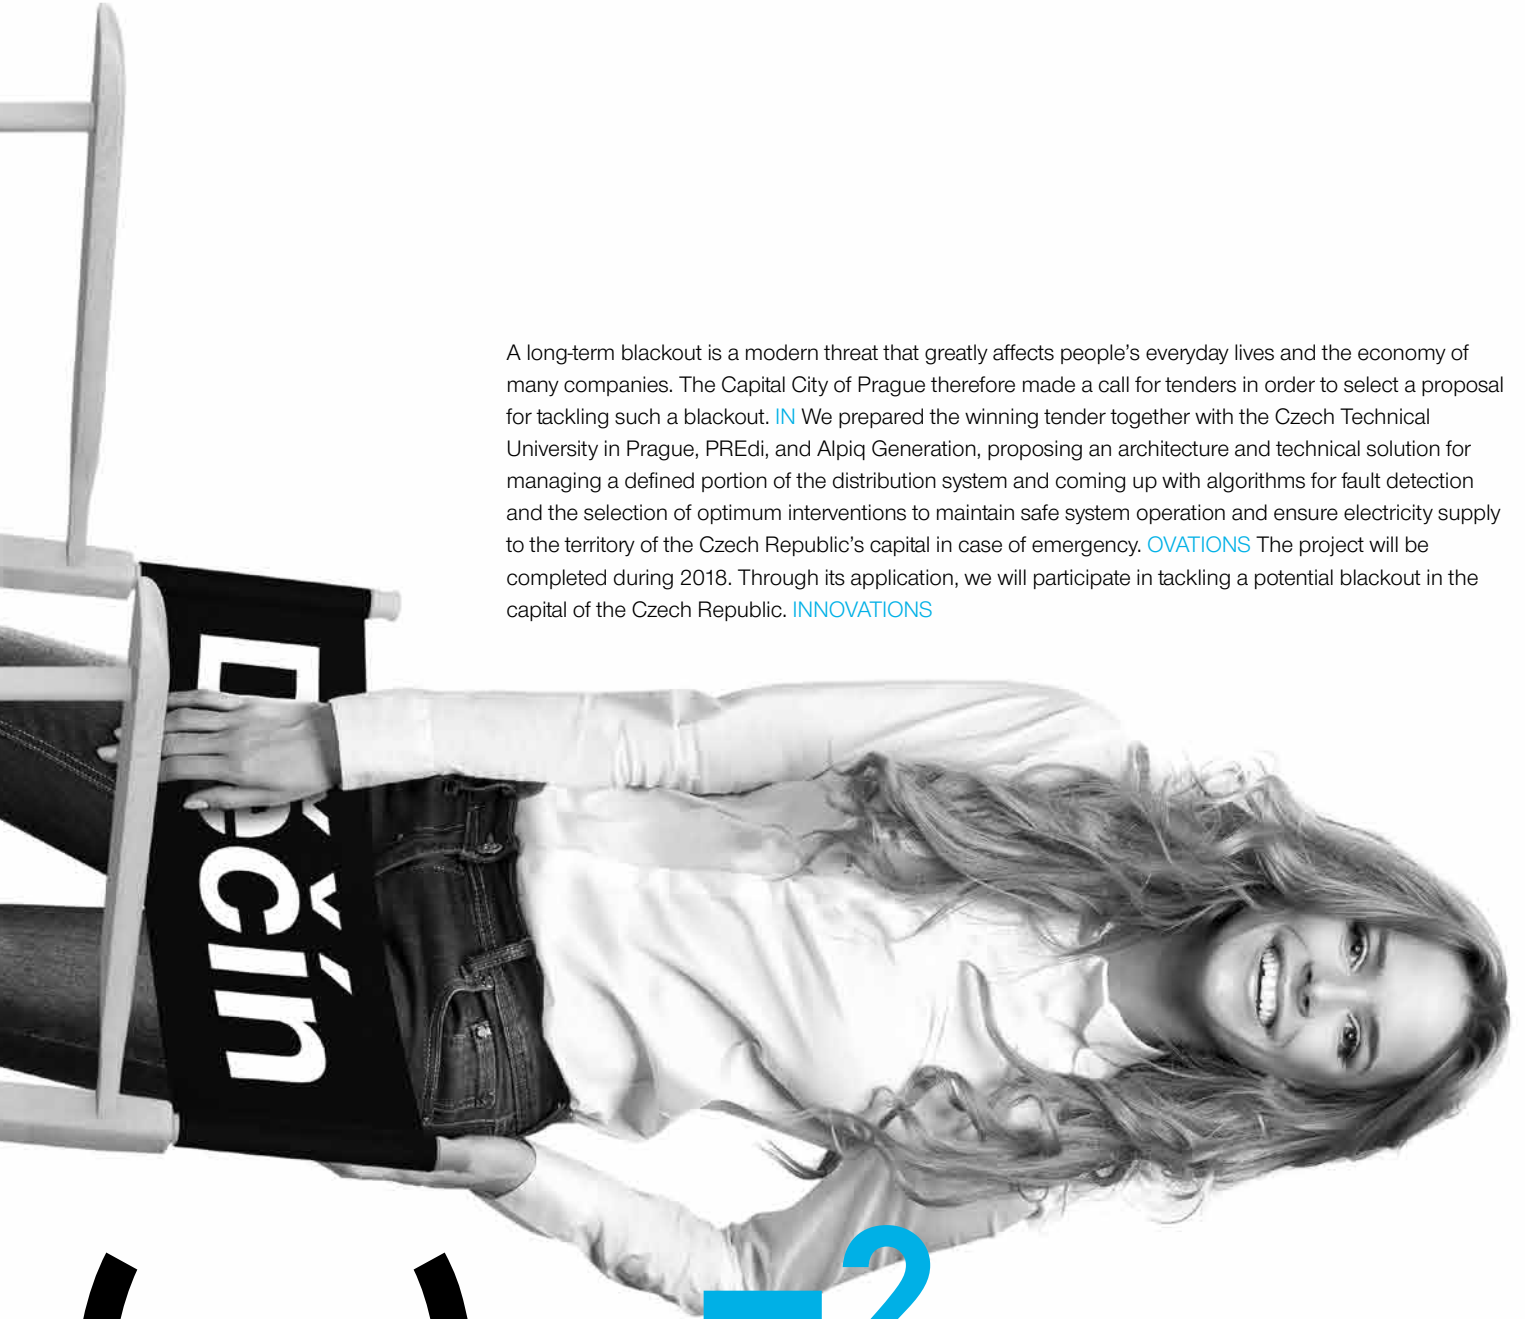 A long-term blackout is a modern threat that greatly affects people’s everyday lives and the economy of
many companies. The Capital City of Prague therefore made a call for tenders in order to select a proposal
for tackling such a blackout. IN We prepared the winning tender together with the Czech Technical
University in Prague, PREdi, and Alpiq Generation, proposing an architecture and technical solution for
managing a defined portion of the distribution system and coming up with algorithms for fault detection
and the selection of optimum interventions to maintain safe system operation and ensure electricity supply
to the territory of the Czech Republic’s capital in case of emergency. OVATIONS The project will be
completed during 2018. Through its application, we will participate in tackling a potential blackout in the
capital of the Czech Republic. INNOVATIONS
Děčín